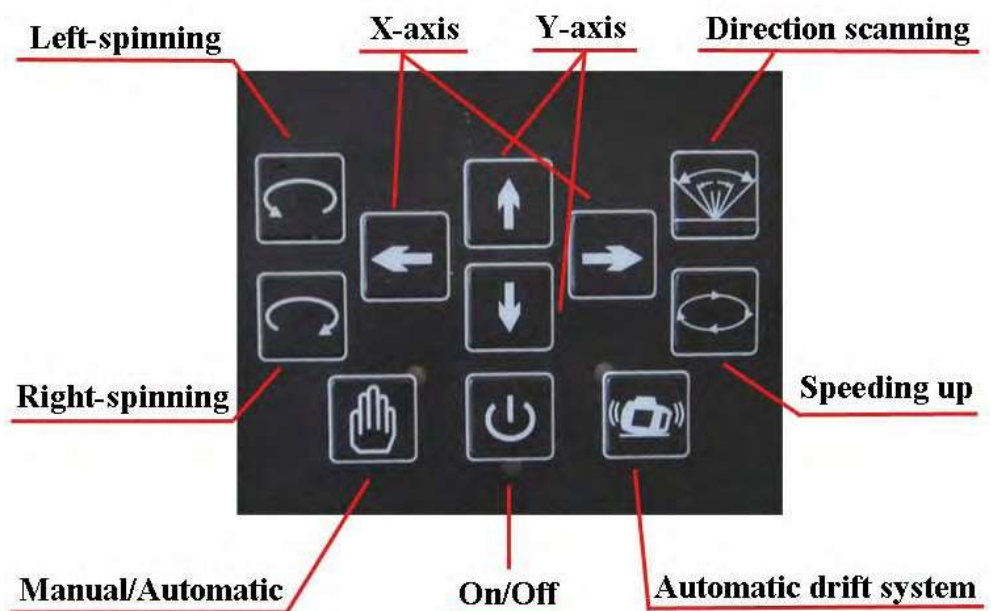 Left-spinning
X-axis
Y-axis
Direction scanning
Right-spinning
Speeding up
Manual/Automatic
On/Off
Automatic drift system